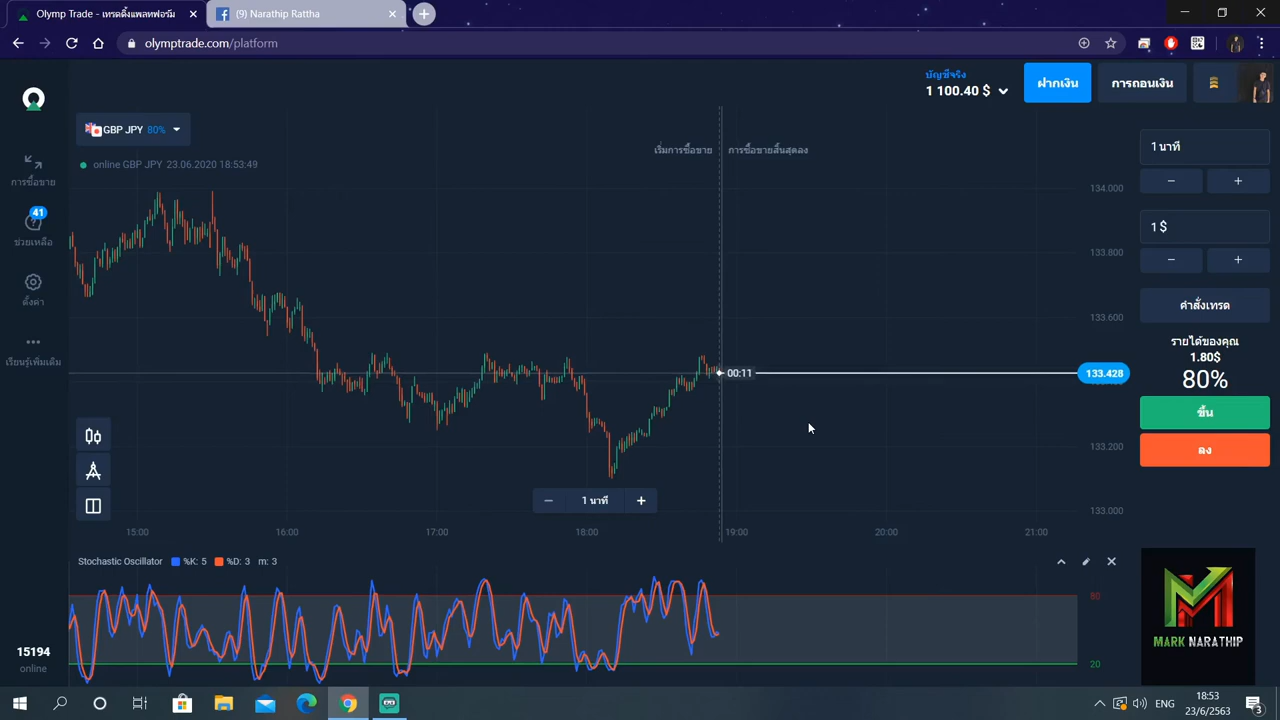 Olymp Trade - เทรดดิ้งแพลทฟอร์ม
(9) Narathip Rattha
olymptrade.com/platform
บัญชีจริง
1 100.40 $
ฝากเงิน
การถอนเงิน
GBP JPY 80%
online GBP JPY 23.06.2020 18:53:49
เริ่มการซื้อขาย
การซื้อขายสิ้นสุดลง
การซื้อขาย
41
ช่วยเหลือ
ตั้งค่า
เรียนรู้เพิ่มเติม
15194
online
134.000
133.800
133.600
133.428
133.200
133.000
00:11
− 1 นาที +
15:00
16:00
17:00
18:00
19:00
20:00
21:00
Stochastic Oscillator %K: 5 %D: 3 m: 3
80
20
1 นาที
− +
1 $
− +
คำสั่งเทรด
รายได้ของคุณ
1.80$
80%
ขึ้น
ลง
MARK NARATHIP
ENG
18:53
23/6/2563
3